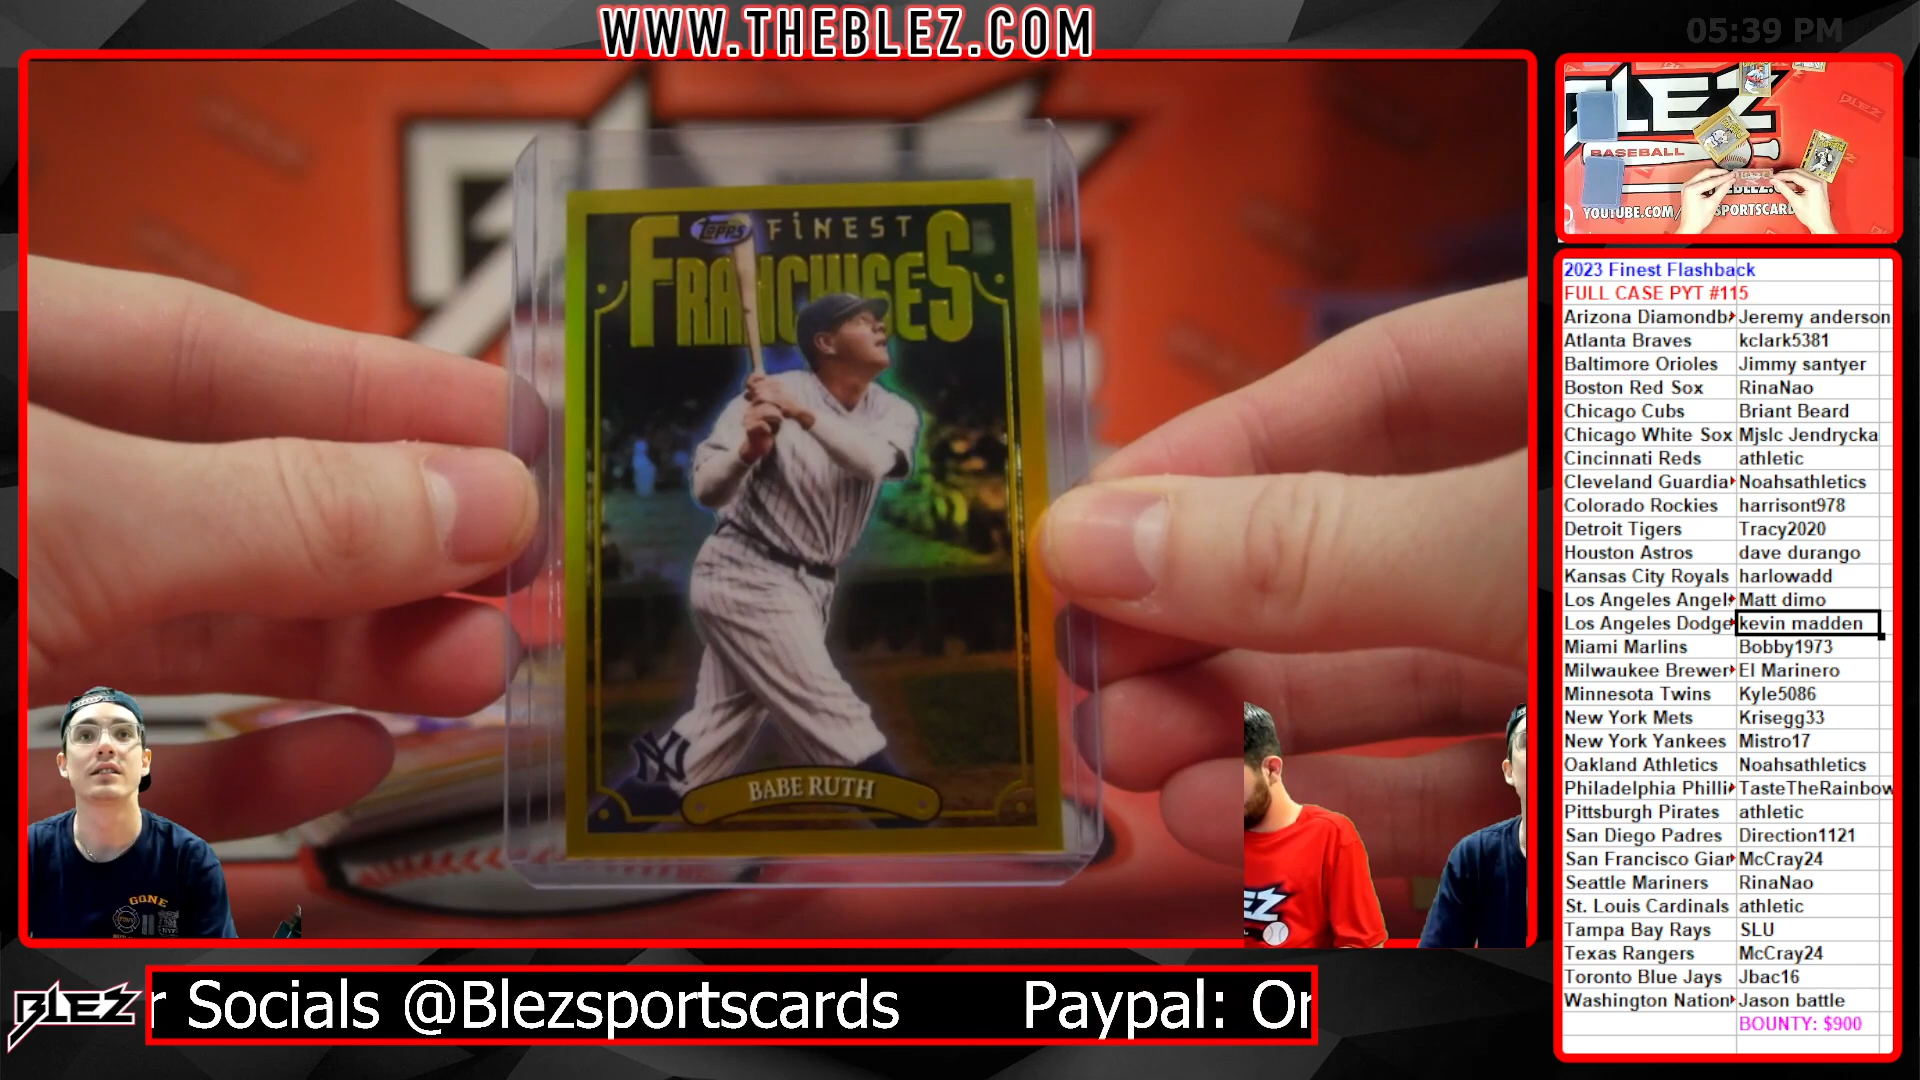 WWW.THEBLEZ.COM
05:39 PM
Topps FINEST
FRANCHISES
NY
BABE RUTH
GONE
BLEZ
BASEBALL
YOUTUBE.COM/
SPORTSCARD
2023 Finest Flashback
FULL CASE PYT #115
Arizona Diamondb Jeremy anderson
Atlanta Braves kclark5381
Baltimore Orioles Jimmy santyer
Boston Red Sox RinaNao
Chicago Cubs Briant Beard
Chicago White Sox Mjslc Jendrycka
Cincinnati Reds athletic
Cleveland Guardia Noahsathletics
Colorado Rockies harrisont978
Detroit Tigers Tracy2020
Houston Astros dave durango
Kansas City Royals harlowadd
Los Angeles Angel Matt dimo
Los Angeles Dodge kevin madden
Miami Marlins Bobby1973
Milwaukee Brewer El Marinero
Minnesota Twins Kyle5086
New York Mets Krisegg33
New York Yankees Mistro17
Oakland Athletics Noahsathletics
Philadelphia Philli TasteTheRainbow
Pittsburgh Pirates athletic
San Diego Padres Direction1121
San Francisco Giar McCray24
Seattle Mariners RinaNao
St. Louis Cardinals athletic
Tampa Bay Rays SLU
Texas Rangers McCray24
Toronto Blue Jays Jbac16
Washington Nation Jason battle
BOUNTY: $900
BLEZ
r Socials @Blezsportscards Paypal: Or